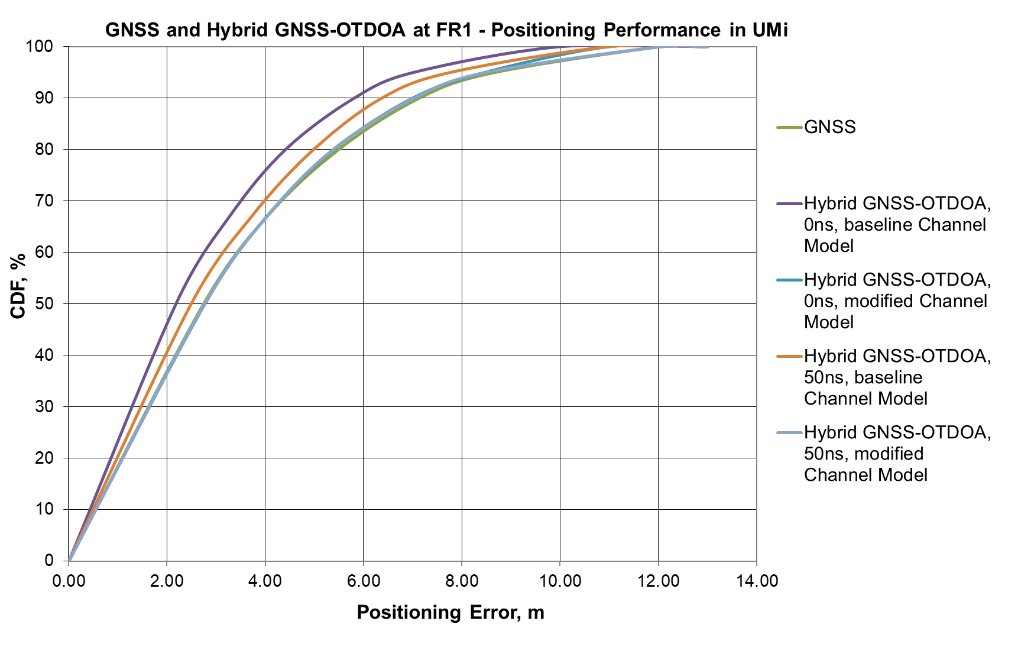 GNSS and Hybrid GNSS-OTDOA at FR1 - Positioning Performance in UMi
100
90
80
70
60
50
40
30
20
10
0
CDF, %
0.00 2.00 4.00 6.00 8.00 10.00 12.00 14.00
Positioning Error, m
GNSS
Hybrid GNSS-OTDOA,
0ns, baseline Channel
Model
Hybrid GNSS-OTDOA,
0ns, modified Channel
Model
Hybrid GNSS-OTDOA,
50ns, baseline
Channel Model
Hybrid GNSS-OTDOA,
50ns, modified
Channel Model